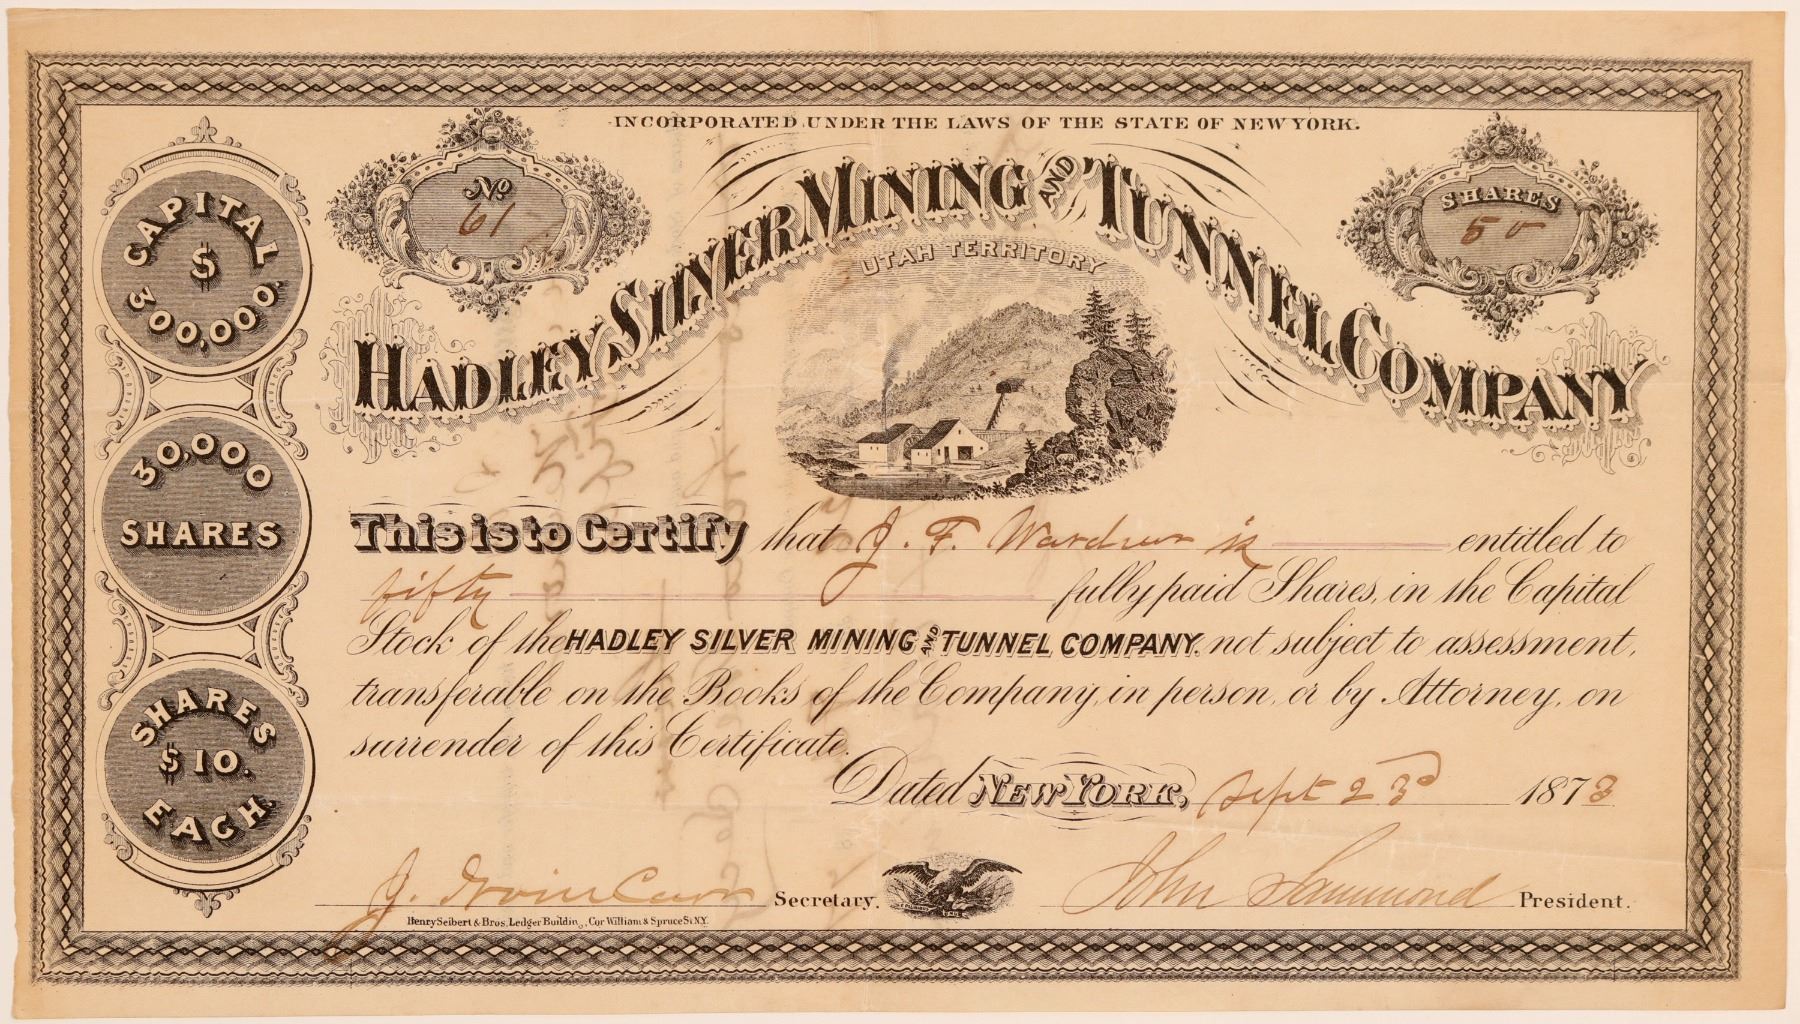 INCORPORATED UNDER THE LAWS OF THE STATE OF NEW YORK.
No 61
SHARES 50
HADLEY SILVER MINING AND TUNNEL COMPANY
UTAH TERRITORY
CAPITAL
$
300,000.
30,000
SHARES
SHARES
$10.
EACH.
This is to Certify that J. F. Wardner is entitled to
fifty fully paid Shares, in the Capital
Stock of the HADLEY SILVER MINING AND TUNNEL COMPANY. not subject to assessment,
transferable on the Books of the Company, in person, or by Attorney, on
surrender of this Certificate.
Dated NEW YORK, Sept 23d 1873
J. Secretary. John President.
Henry Seibert & Bros. Ledger Building, Cor William & Spruce St. N.Y.